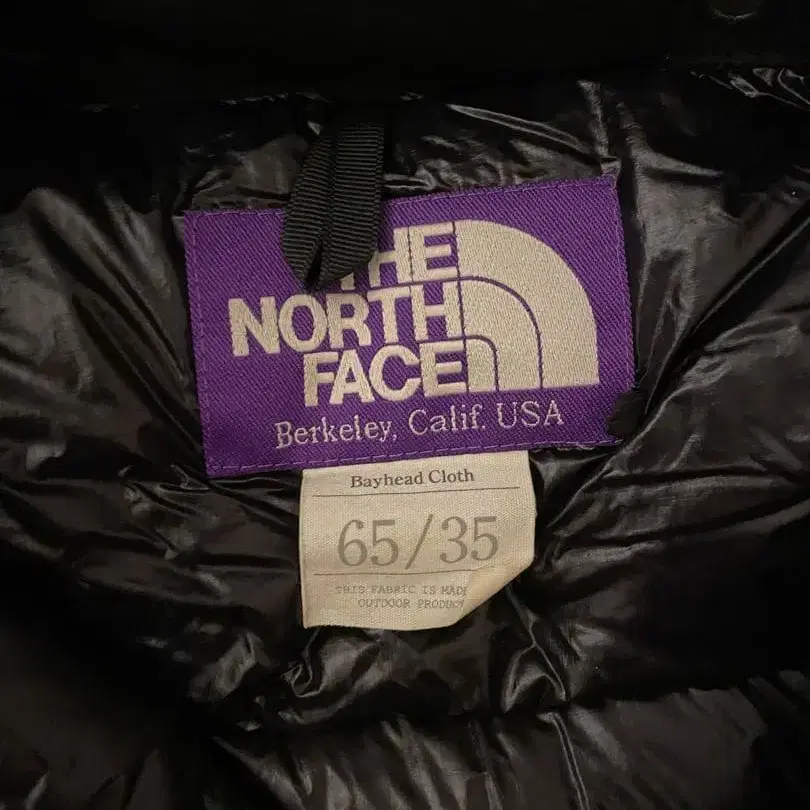 THE
NORTH
FACE
Berkeley, Calif. USA
Bayhead Cloth
65/35
THIS FABRIC IS MADE
OUTDOOR PRODUCT